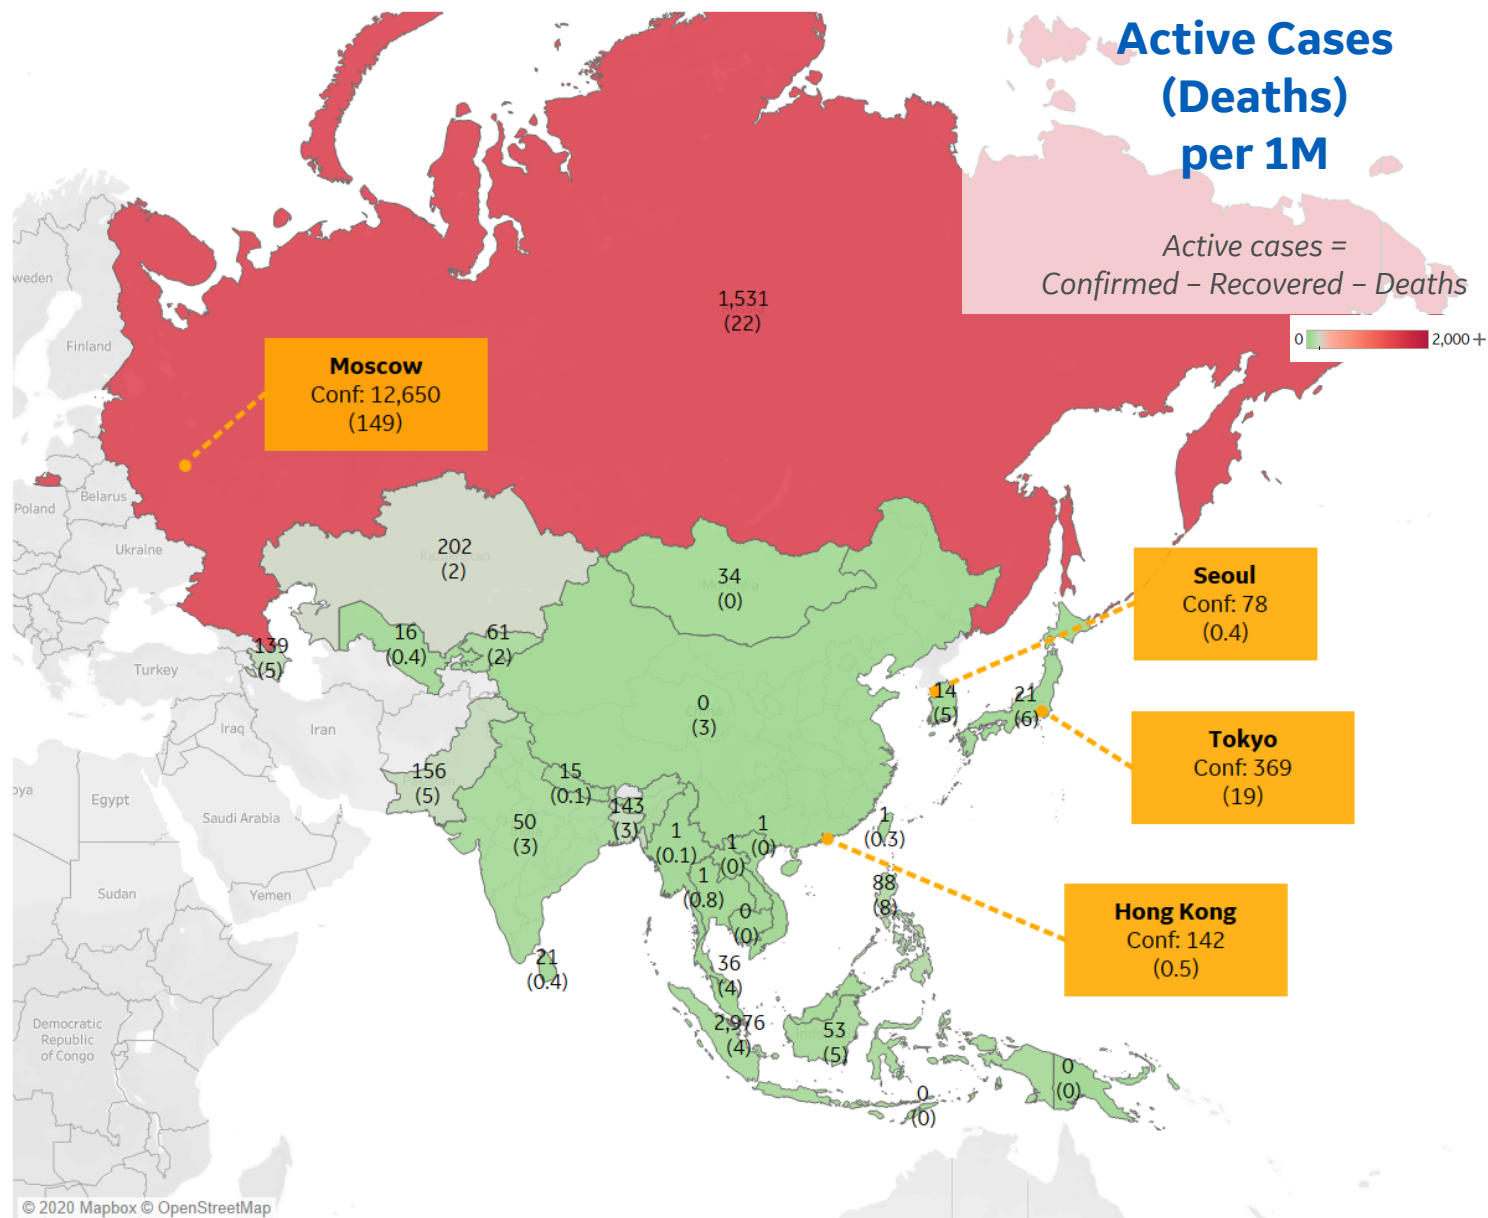 Active Cases
(Deaths)
per 1M
Active cases =
Confirmed – Recovered – Deaths
0
2,000 +
1,531
(22)
Moscow
Conf: 12,650
(149)
weden
Finland
Poland
Belarus
Ukraine
Turkey
Iraq
Iran
oya
Egypt
Saudi Arabia
Sudan
Yemen
Democratic
Republic
of Congo
202
(2)
34
(0)
139
(5)
16
(0.4)
61
(2)
0
(3)
14
(5)
21
(6)
Seoul
Conf: 78
(0.4)
Tokyo
Conf: 369
(19)
156
(5)
15
(0.1)
50
(3)
143
(3)
1
(0.1)
1
(0)
1
(0)
1
(0.3)
1
(0.8)
0
(0)
88
(8)
Hong Kong
Conf: 142
(0.5)
21
(0.4)
36
(4)
2,976
(4)
53
(5)
0
(0)
0
(0)
© 2020 Mapbox © OpenStreetMap